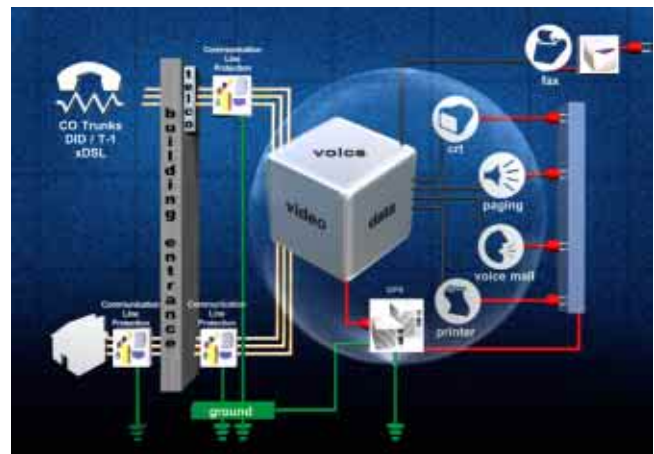 Communication
Line
Protection
fax
telco
CO Trunks
DID / T-1
xDSL
building entrance
crt
voice
video
data
paging
voice mail
UPS
printer
Communication
Line
Protection
Communication
Line
Protection
ground